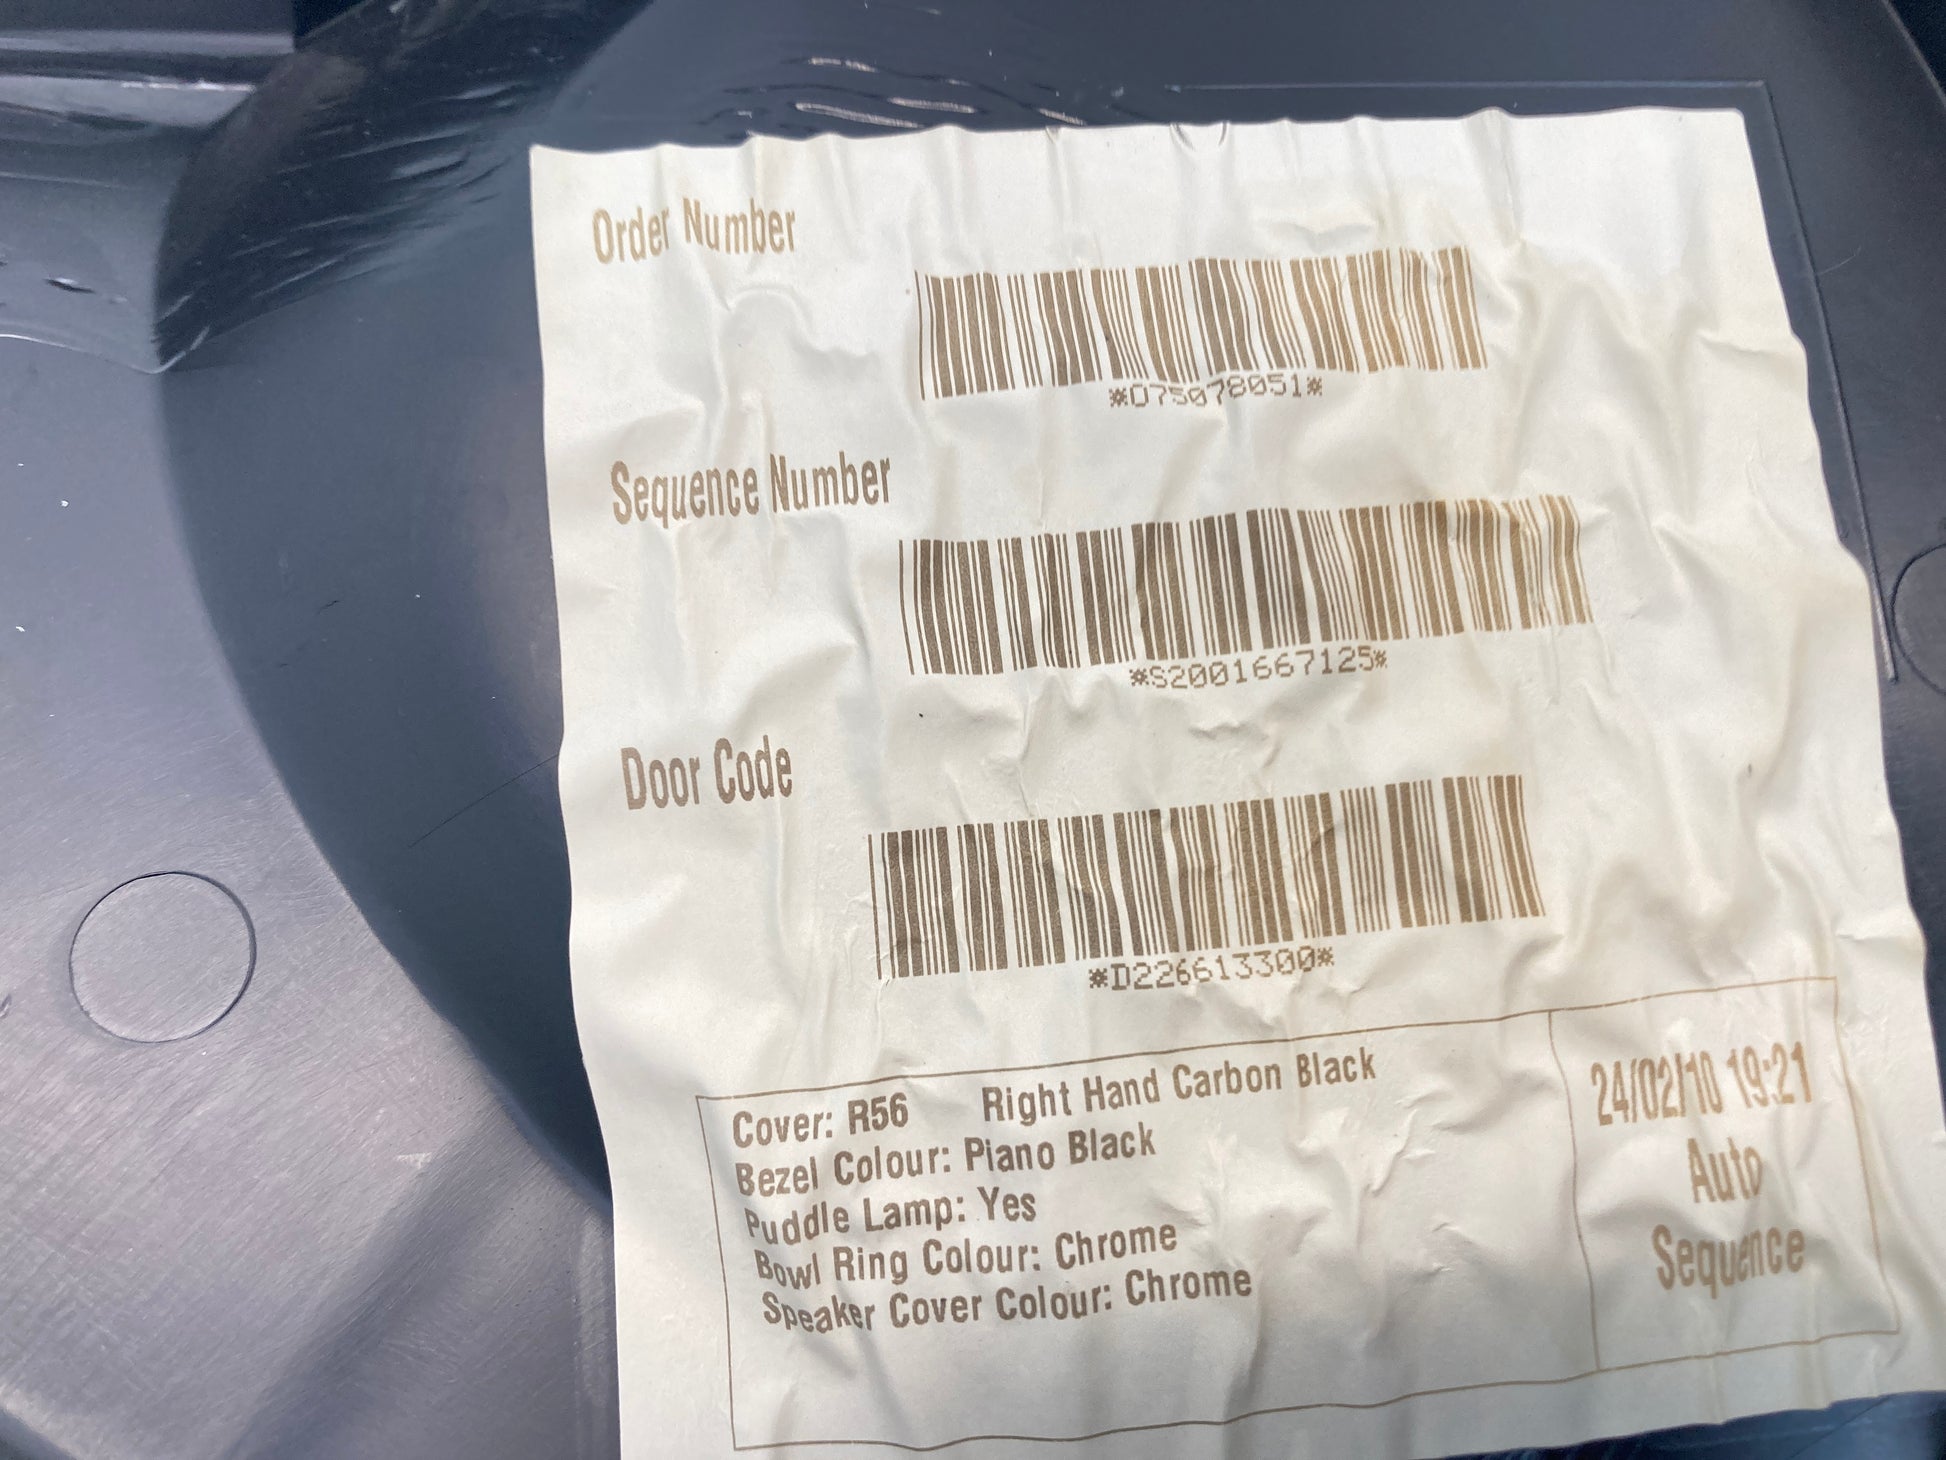 Order Number
*O75078051*
Sequence Number
*S2001667125*
Door Code
*D226613300*
Cover: R56 Right Hand Carbon Black
Bezel Colour: Piano Black
Puddle Lamp: Yes
Bowl Ring Colour: Chrome
Speaker Cover Colour: Chrome
24/02/10 19:21
Auto
Sequence